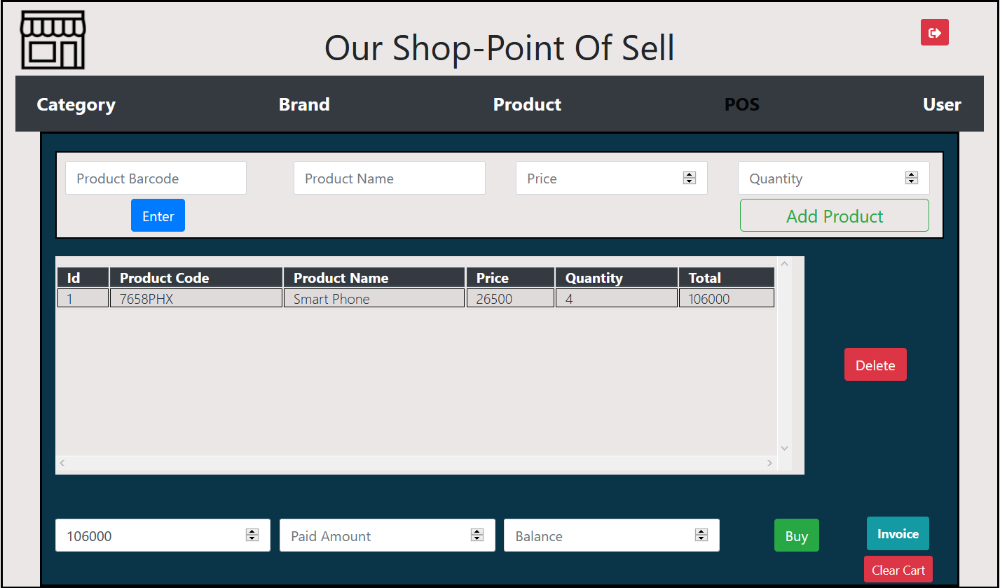 Our Shop-Point Of Sell
Category Brand Product POS User
Product Barcode Product Name Price Quantity
Enter Add Product
Id Product Code Product Name Price Quantity Total
1 7658PHX Smart Phone 26500 4 106000
Delete
106000 Paid Amount Balance Buy Invoice
Clear Cart